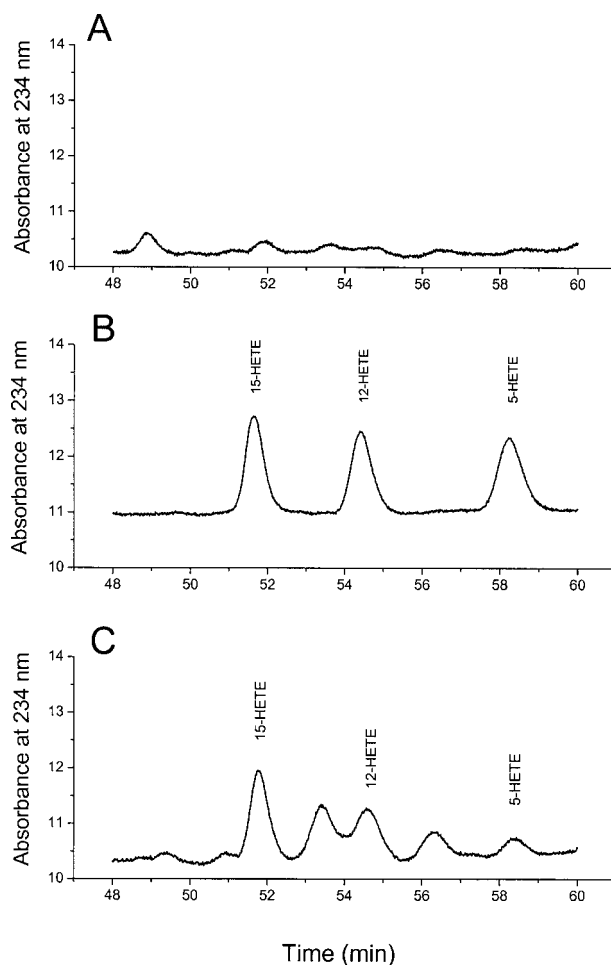 A
Absorbance at 234 nm
14
13
12
11
10
48 50 52 54 56 58 60
B
Absorbance at 234 nm
14
13
12
11
10
15-HETE
12-HETE
5-HETE
48 50 52 54 56 58 60
C
Absorbance at 234 nm
14
13
12
11
10
15-HETE
12-HETE
5-HETE
48 50 52 54 56 58 60
Time (min)